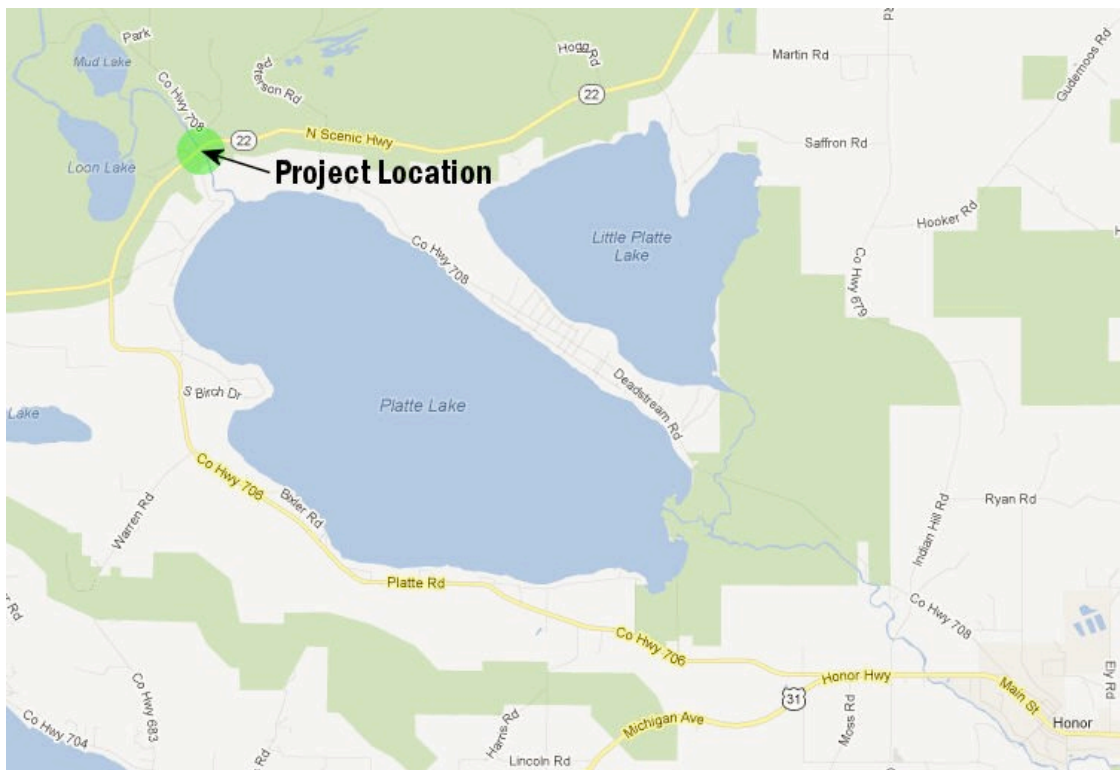 Park
Mud Lake
Co Hwy 708
Peterson Rd
Hogg Rd
22
22
N Scenic Hwy
Martin Rd
Gudemoos Rd
Loon Lake
Project Location
Saffron Rd
Hooker Rd
Little Platte
Lake
Co Hwy 708
Co Hwy 679
S Birch Dr
Platte Lake
Deadstream Rd
Lake
Co Hwy 706
Bixler Rd
Warren Rd
Ryan Rd
Indian Hill Rd
Platte Rd
Co Hwy 708
Co Hwy 706
Honor Hwy
31
Main St
Ely Rd
Honor
Michigan Ave
Moss Rd
Harris Rd
Lincoln Rd
Co Hwy 683
Co Hwy 704
Rd
Rd